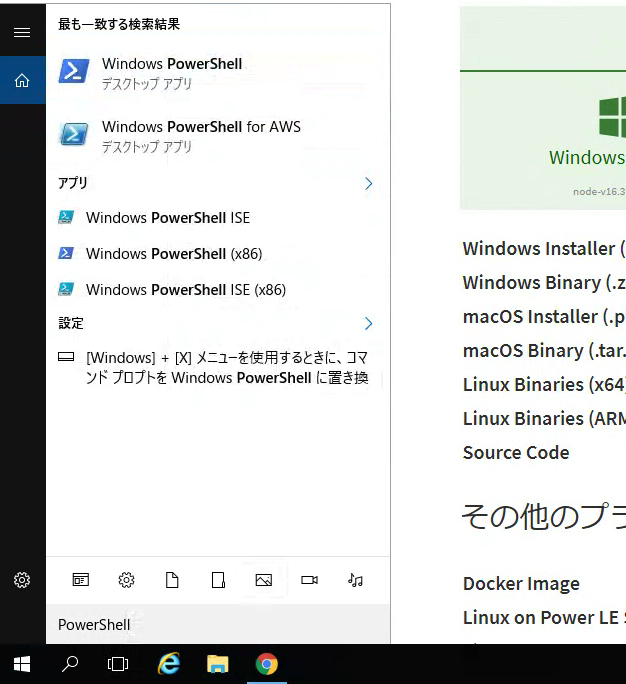 最も一致する検索結果
Windows PowerShell
デスクトップ アプリ
Windows PowerShell for AWS
デスクトップ アプリ
アプリ
Windows PowerShell ISE
Windows PowerShell (x86)
Windows PowerShell ISE (x86)
設定
[Windows] + [X] メニューを使用するときに、コマ
ンド プロプトを Windows PowerShell に置き換
PowerShell
Windows
node-v16.3
Windows Installer (
Windows Binary (.z
macOS Installer (.p
macOS Binary (.tar.
Linux Binaries (x64
Linux Binaries (ARM
Source Code
その他のプラ
Docker Image
Linux on Power LE S